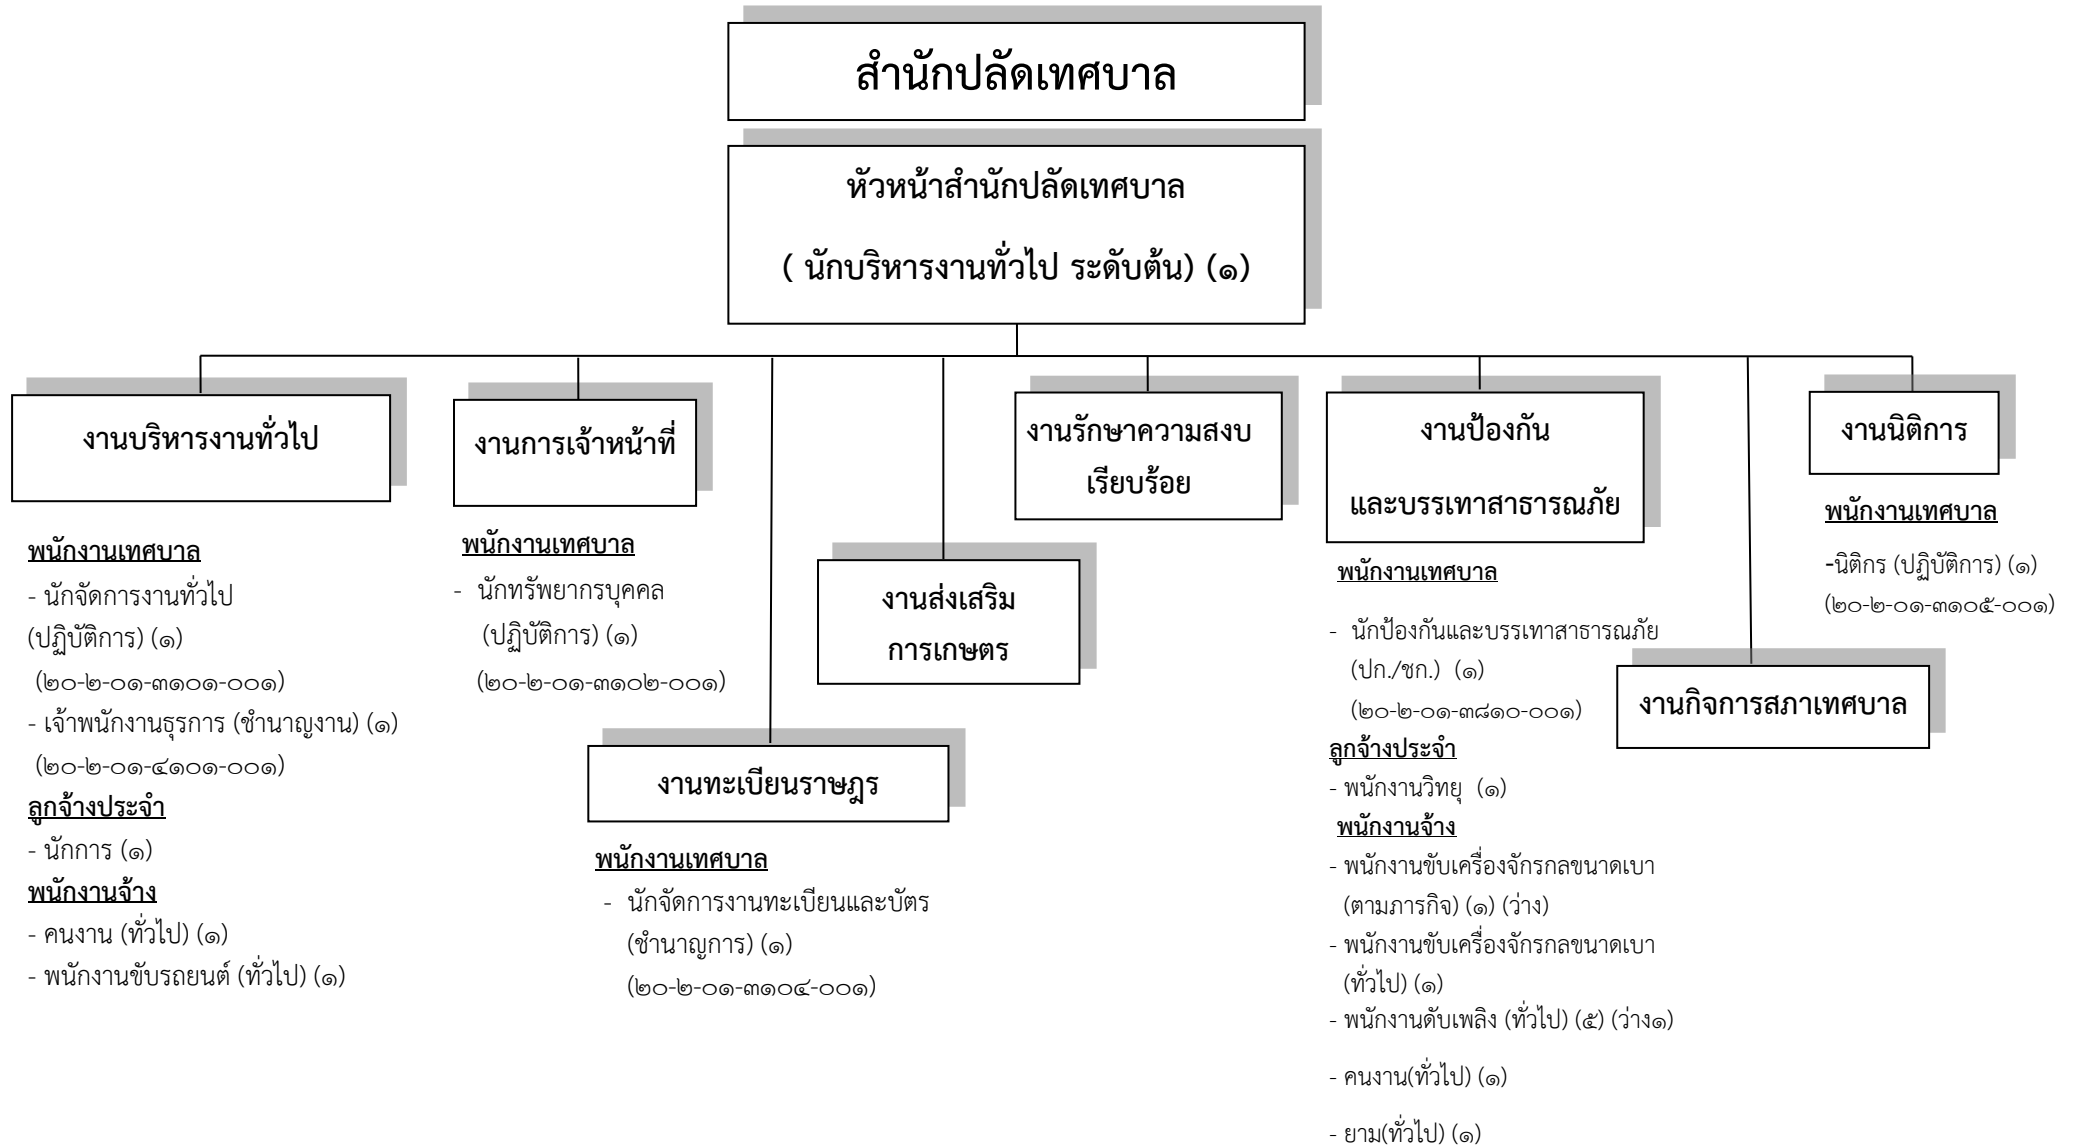 สำนักปลัดเทศบาล
หัวหน้าสำนักปลัดเทศบาล
( นักบริหารงานทั่วไป ระดับต้น) (๑)
งานบริหารงานทั่วไป
พนักงานเทศบาล
- นักจัดการงานทั่วไป
(ปฏิบัติการ) (๑)
(๒๐-๒-๐๑-๓๑๐๑-๐๐๑)
- เจ้าพนักงานธุรการ (ชำนาญงาน) (๑)
(๒๐-๒-๐๑-๔๑๐๑-๐๐๑)
ลูกจ้างประจำ
- นักการ (๑)
พนักงานจ้าง
- คนงาน (ทั่วไป) (๑)
- พนักงานขับรถยนต์ (ทั่วไป) (๑)
งานการเจ้าหน้าที่
พนักงานเทศบาล
- นักทรัพยากรบุคคล
(ปฏิบัติการ) (๑)
(๒๐-๒-๐๑-๓๑๐๒-๐๐๑)
งานทะเบียนราษฎร
พนักงานเทศบาล
- นักจัดการงานทะเบียนและบัตร
(ชำนาญการ) (๑)
(๒๐-๒-๐๑-๓๑๐๔-๐๐๑)
งานส่งเสริม
การเกษตร
งานรักษาความสงบ
เรียบร้อย
งานป้องกัน
และบรรเทาสาธารณภัย
พนักงานเทศบาล
- นักป้องกันและบรรเทาสาธารณภัย
(ปก./ชก.) (๑)
(๒๐-๒-๐๑-๓๘๑๐-๐๐๑)
ลูกจ้างประจำ
- พนักงานวิทยุ (๑)
พนักงานจ้าง
- พนักงานขับเครื่องจักรกลขนาดเบา
(ตามภารกิจ) (๑) (ว่าง)
- พนักงานขับเครื่องจักรกลขนาดเบา
(ทั่วไป) (๑)
- พนักงานดับเพลิง (ทั่วไป) (๕) (ว่าง๑)
- คนงาน(ทั่วไป) (๑)
- ยาม(ทั่วไป) (๑)
งานกิจการสภาเทศบาล
งานนิติการ
พนักงานเทศบาล
-นิติกร (ปฏิบัติการ) (๑)
(๒๐-๒-๐๑-๓๑๐๕-๐๐๑)